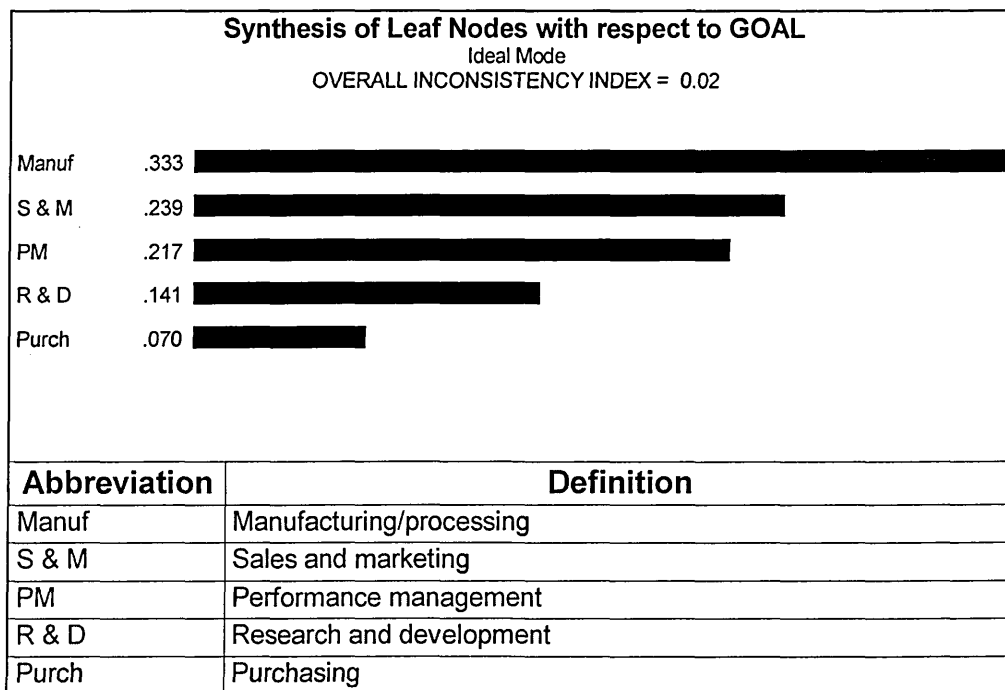 Synthesis of Leaf Nodes with respect to GOAL
Ideal Mode
OVERALL INCONSISTENCY INDEX = 0.02
Manuf .333
S & M .239
PM .217
R & D .141
Purch .070
Abbreviation Definition
Manuf Manufacturing/processing
S & M Sales and marketing
PM Performance management
R & D Research and development
Purch Purchasing